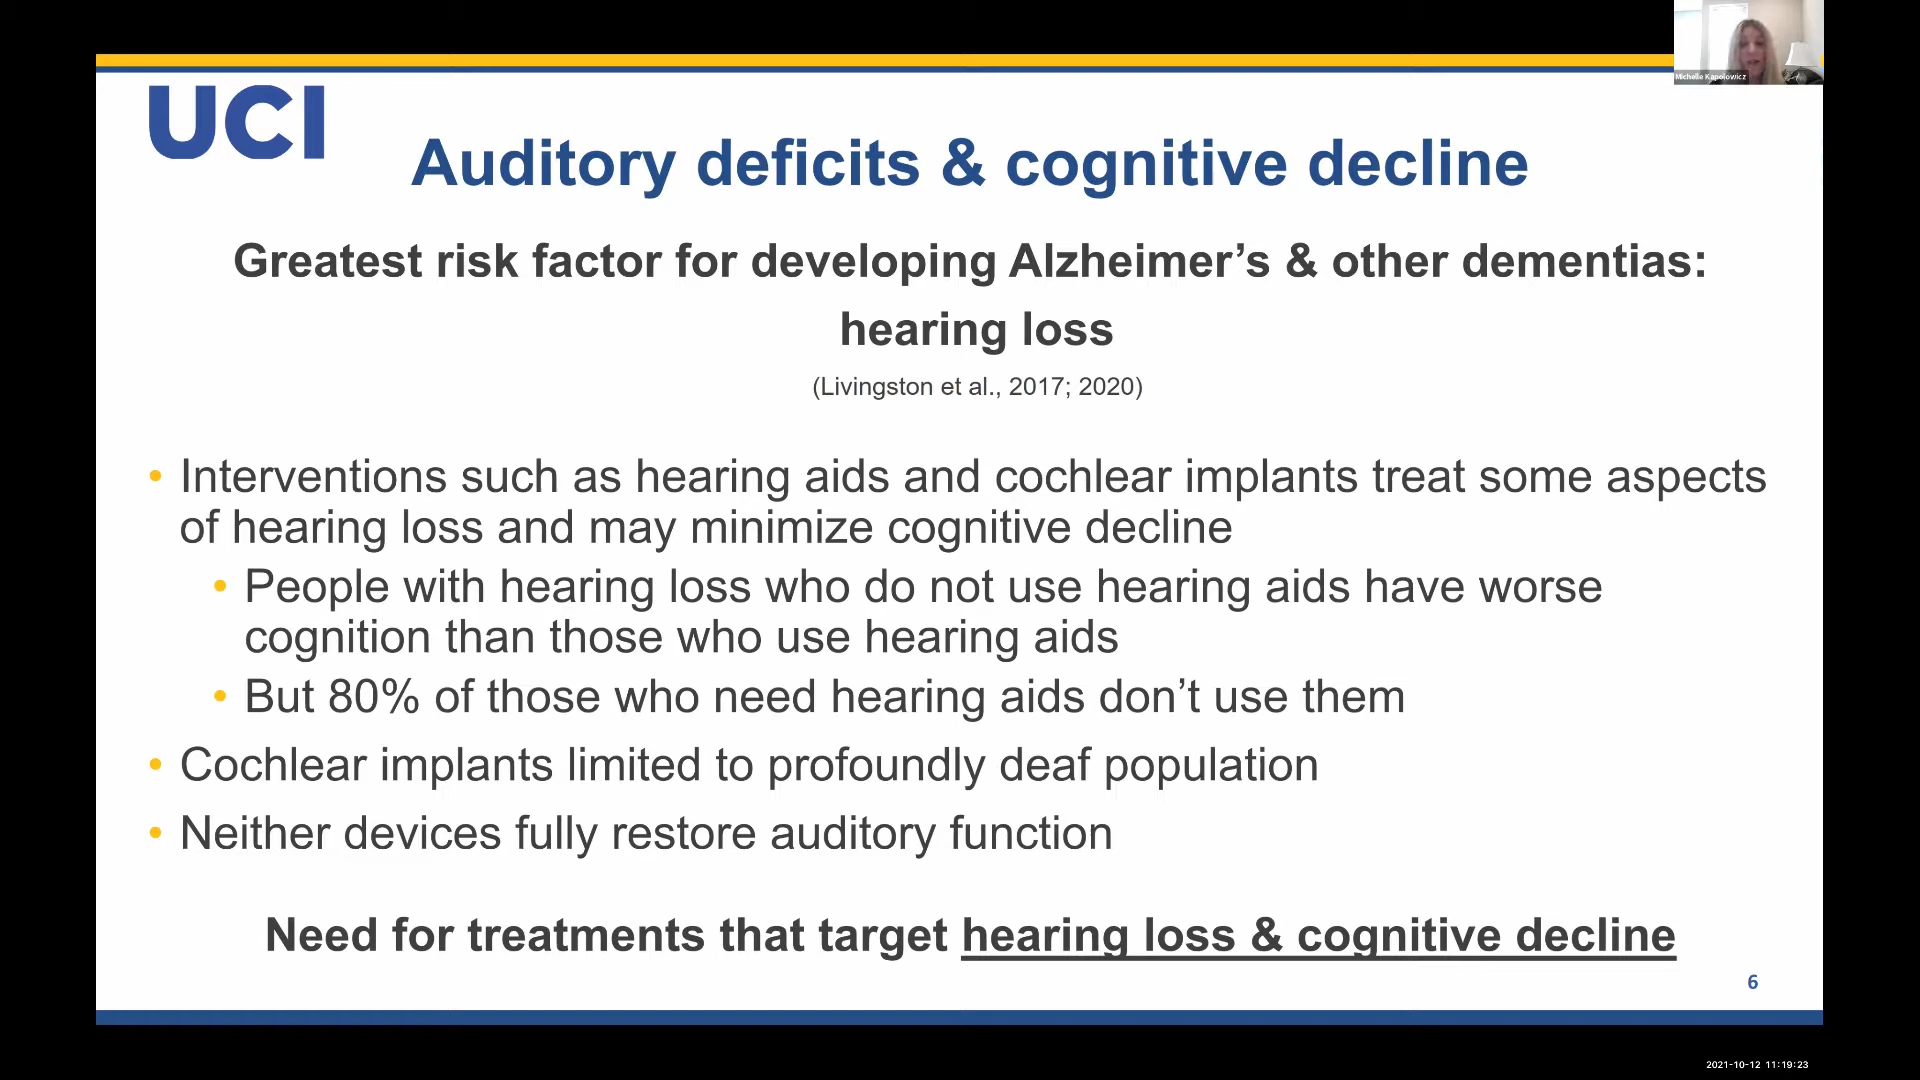 Michelle Kapolowicz
UCI
Auditory deficits & cognitive decline
Greatest risk factor for developing Alzheimer’s & other dementias:
hearing loss
(Livingston et al., 2017; 2020)
• Interventions such as hearing aids and cochlear implants treat some aspects
of hearing loss and may minimize cognitive decline
• People with hearing loss who do not use hearing aids have worse
cognition than those who use hearing aids
• But 80% of those who need hearing aids don’t use them
• Cochlear implants limited to profoundly deaf population
• Neither devices fully restore auditory function
Need for treatments that target hearing loss & cognitive decline
6
2021-10-12 11:19:23